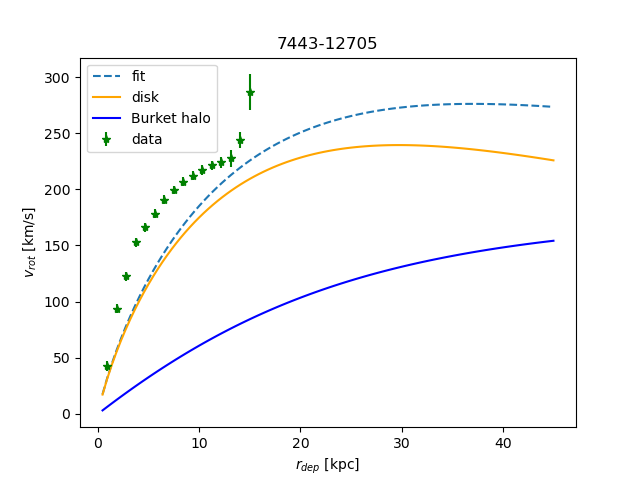 7443-12705
fit
disk
Burket halo
data
300
250
200
150
100
50
0
v_rot [km/s]
0 10 20 30 40
r_dep [kpc]